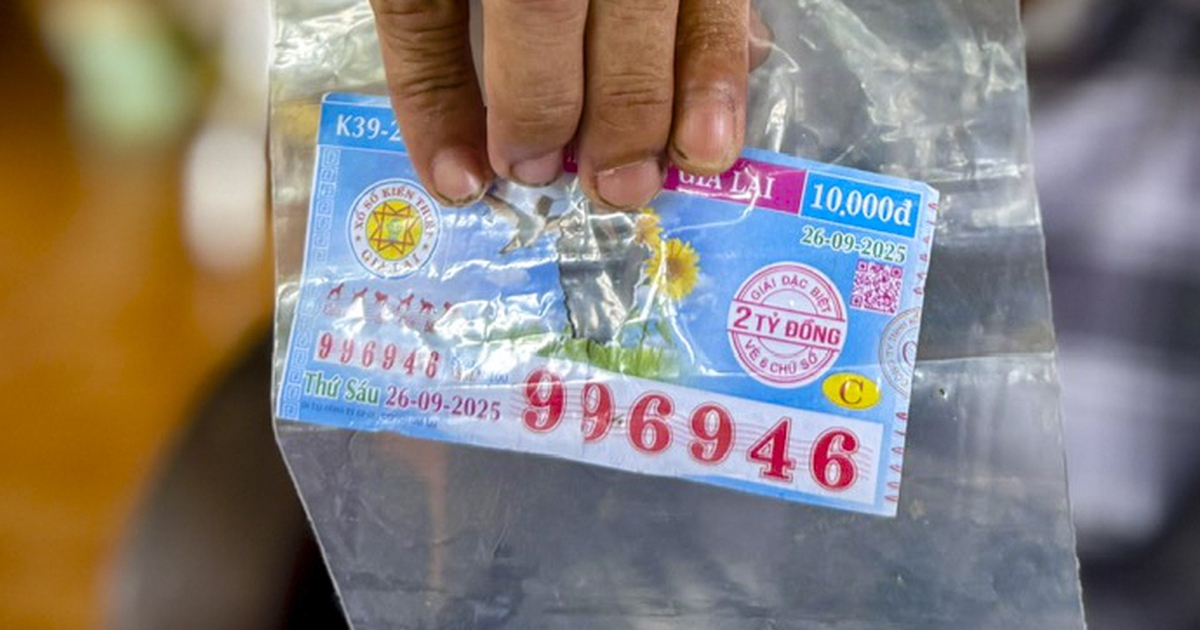 K39-2
GIA LAI
10.000đ
26-09-2025
XỔ SỐ KIẾN THIẾT
GIA LAI
GIẢI ĐẶC BIỆT
2 TỶ ĐỒNG
VÉ 6 CHỮ SỐ
C
996946
Thứ Sáu 26-09-2025
996946